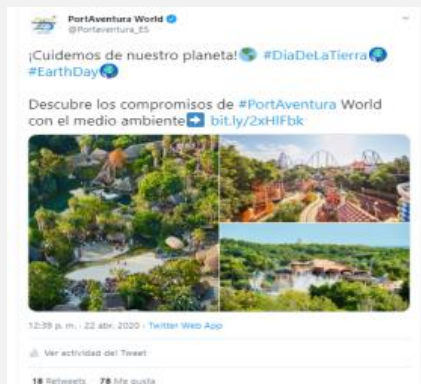 PortAventura World
@Portaventura_ES
¡Cuidemos de nuestro planeta! #DiaDeLaTierra
#EarthDay
Descubre los compromisos de #PortAventura World
con el medio ambiente bit.ly/2xHlFbk
12:39 p. m. · 22 abr. 2020 · Twitter Web App
Ver actividad del Tweet
18 Retweets 78 Me gusta